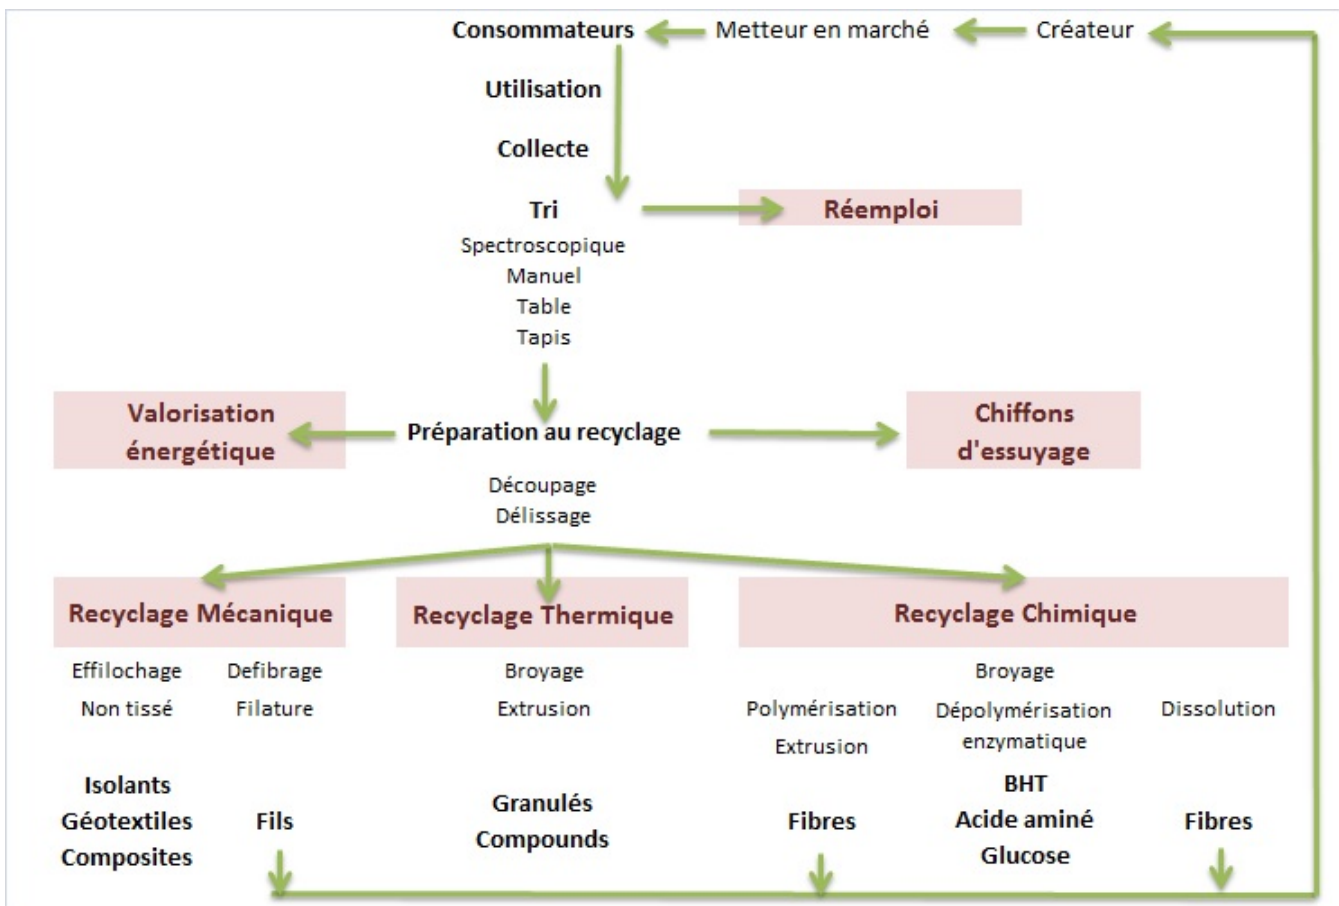 Consommateurs Metteur en marché Créateur
Utilisation
Collecte
Tri Réemploi
Spectroscopique
Manuel
Table
Tapis
Valorisation
énergétique
Préparation au recyclage
Chiffons
d'essuyage
Découpage
Délissage
Recyclage Mécanique Recyclage Thermique Recyclage Chimique
Effilochage Defibrage Broyage Broyage
Non tissé Filature Extrusion Polymérisation Dépolymérisation Dissolution
Extrusion enzymatique
Isolants
Géotextiles
Composites
Fils
Granulés
Compounds
Fibres
BHT
Acide aminé
Glucose
Fibres